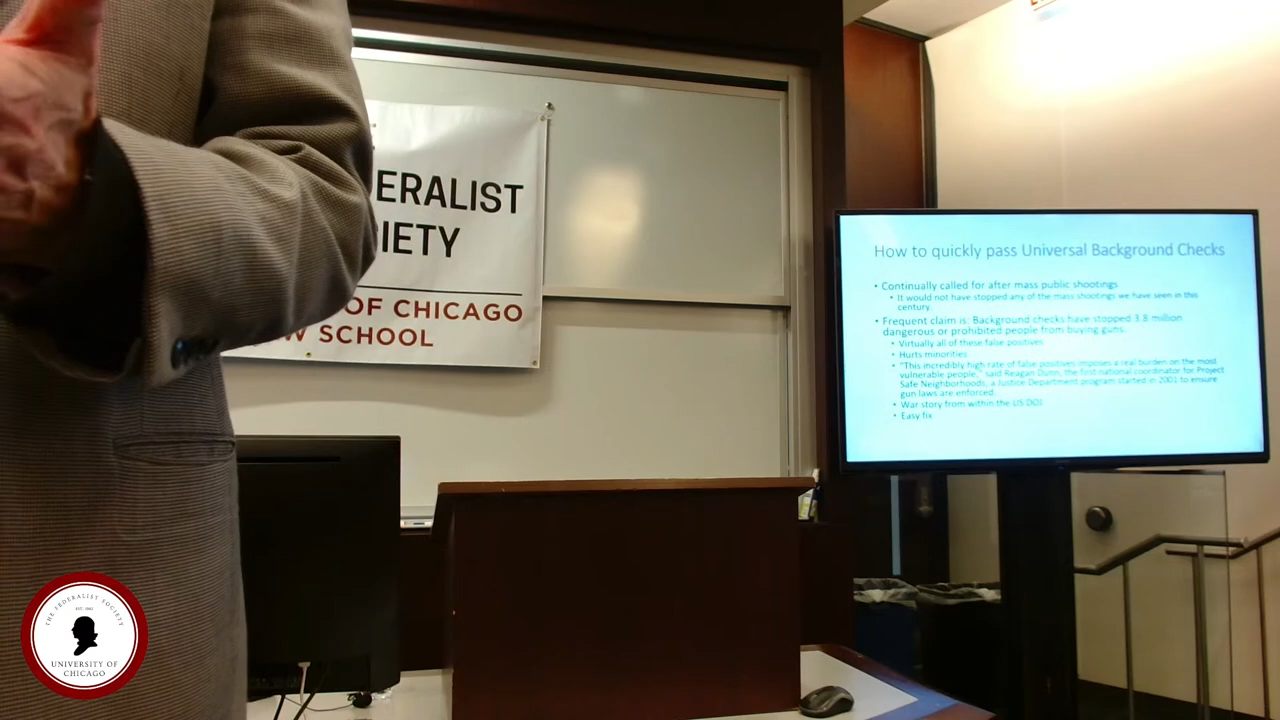 ERALIST
IETY
OF CHICAGO
W SCHOOL
How to quickly pass Universal Background Checks
• Continually called for after mass public shootings
• It would not have stopped any of the mass shootings we have seen in this
century.
• Frequent claim is: Background checks have stopped 3.8 million
dangerous or prohibited people from buying guns.
• Virtually all of these false positives
• Hurts minorities
• "This incredibly high rate of false positives imposes a real burden on the most
vulnerable people," said Reagan Dunn, the first national coordinator for Project
Safe Neighborhoods, a Justice Department program started in 2001 to ensure
gun laws are enforced.
• War story from within the US DOJ
• Easy fix
THE FEDERALIST SOCIETY
EST. 1982
UNIVERSITY OF
CHICAGO